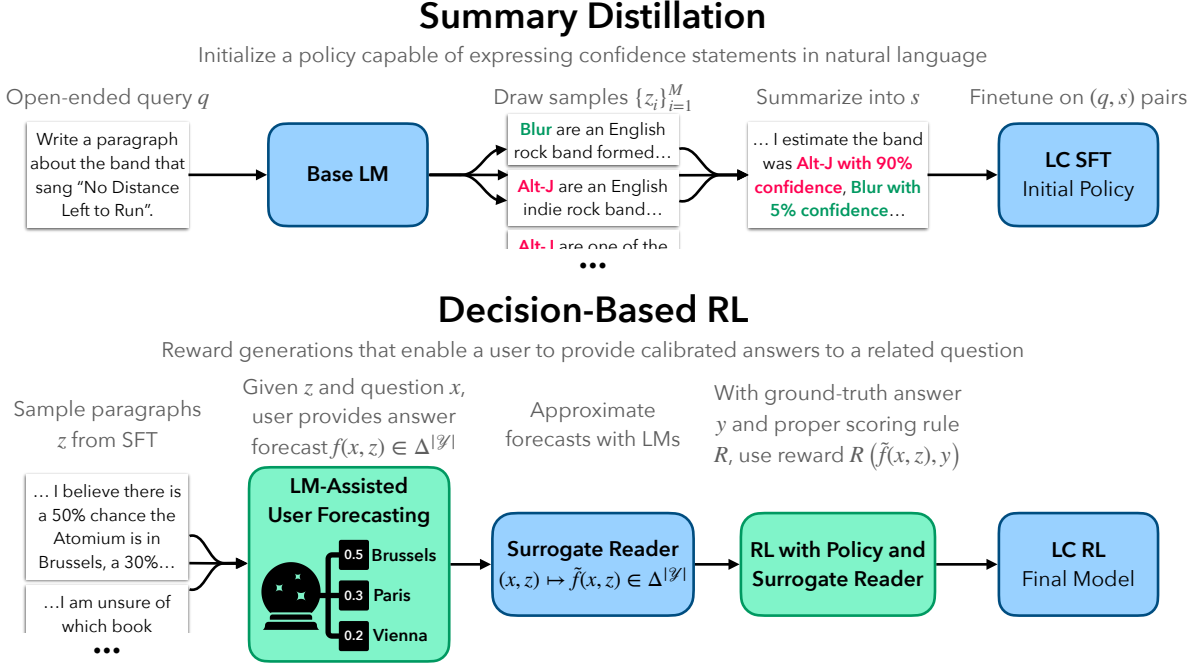 Summary Distillation
Initialize a policy capable of expressing confidence statements in natural language
Open-ended query q
Write a paragraph
about the band that
sang “No Distance
Left to Run”.
Base LM
Draw samples {z_i}_{i=1}^M
Blur are an English
rock band formed…
Alt-J are an English
indie rock band…
Alt-J are one of the
•••
Summarize into s
… I estimate the band
was Alt-J with 90%
confidence, Blur with
5% confidence…
Finetune on (q, s) pairs
LC SFT
Initial Policy
Decision-Based RL
Reward generations that enable a user to provide calibrated answers to a related question
Sample paragraphs
z from SFT
… I believe there is
a 50% chance the
Atomium is in
Brussels, a 30%…
…I am unsure of
which book
•••
Given z and question x,
user provides answer
forecast f(x, z) ∈ Δ^{|𝒴|}
LM-Assisted
User Forecasting
0.5 Brussels
0.3 Paris
0.2 Vienna
Approximate
forecasts with LMs
Surrogate Reader
(x, z) ↦ f̃(x, z) ∈ Δ^{|𝒴|}
With ground-truth answer
y and proper scoring rule
R, use reward R (f̃(x, z), y)
RL with Policy and
Surrogate Reader
LC RL
Final Model